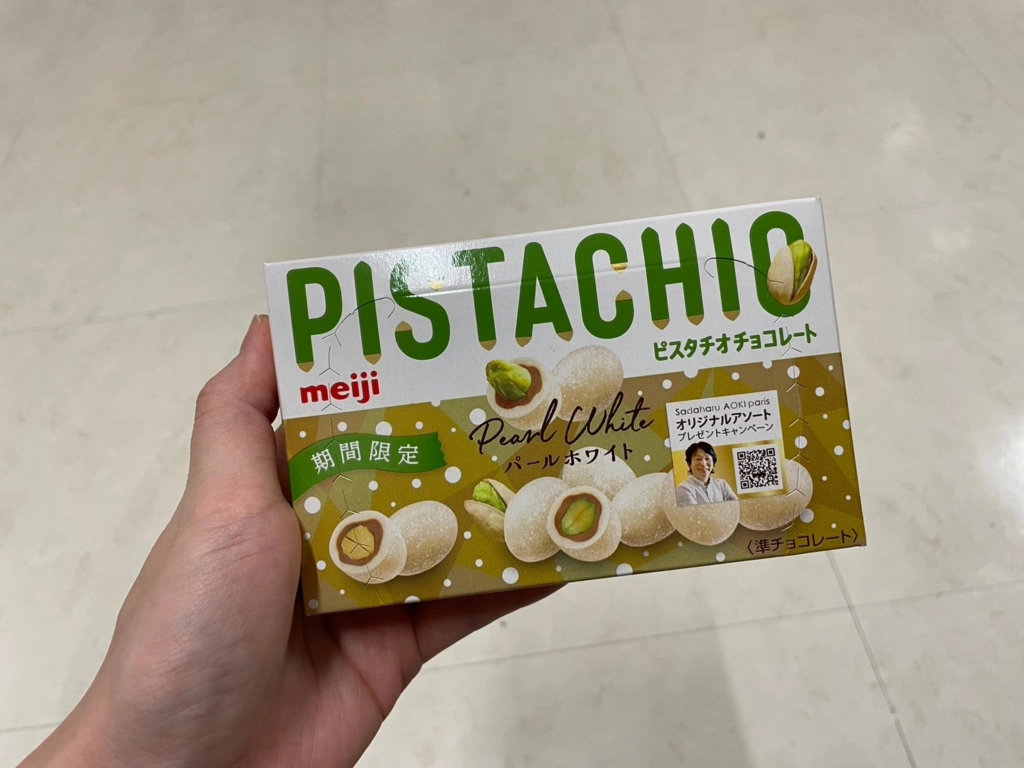 PISTACHIO
ピスタチオチョコレート
meiji
Pearl White
パールホワイト
期間限定
Sadaharu AOKI paris
オリジナルアソート
プレゼントキャンペーン
〈準チョコレート〉